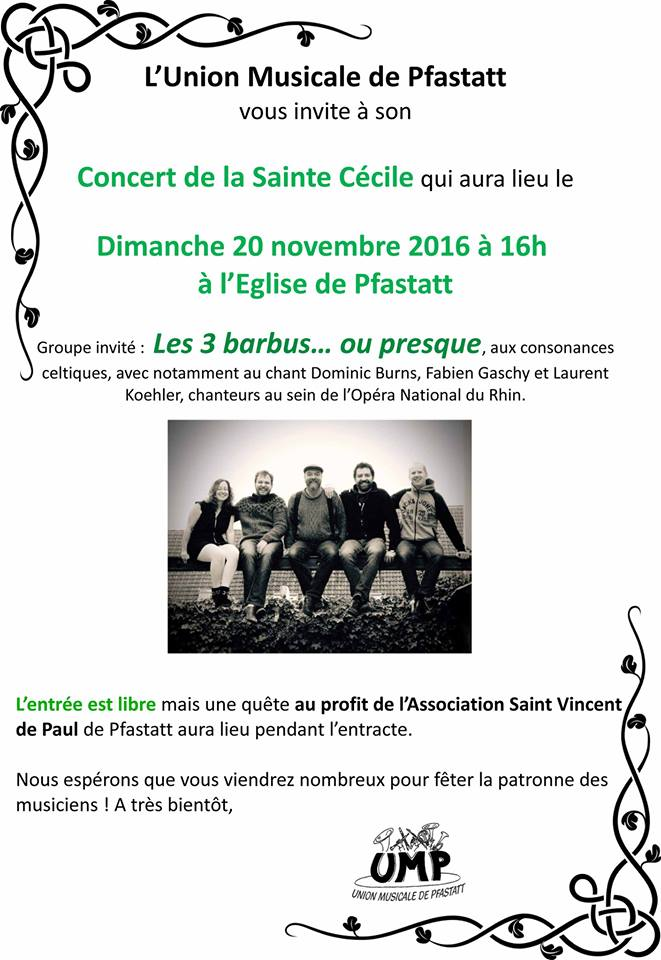 L’Union Musicale de Pfastatt
vous invite à son
Concert de la Sainte Cécile qui aura lieu le
Dimanche 20 novembre 2016 à 16h
à l’Eglise de Pfastatt
Groupe invité : Les 3 barbus... ou presque, aux consonances
celtiques, avec notamment au chant Dominic Burns, Fabien Gaschy et Laurent
Koehler, chanteurs au sein de l’Opéra National du Rhin.
L’entrée est libre mais une quête au profit de l’Association Saint Vincent
de Paul de Pfastatt aura lieu pendant l’entracte.
Nous espérons que vous viendrez nombreux pour fêter la patronne des
musiciens ! A très bientôt,
UMP
UNION MUSICALE DE PFASTATT